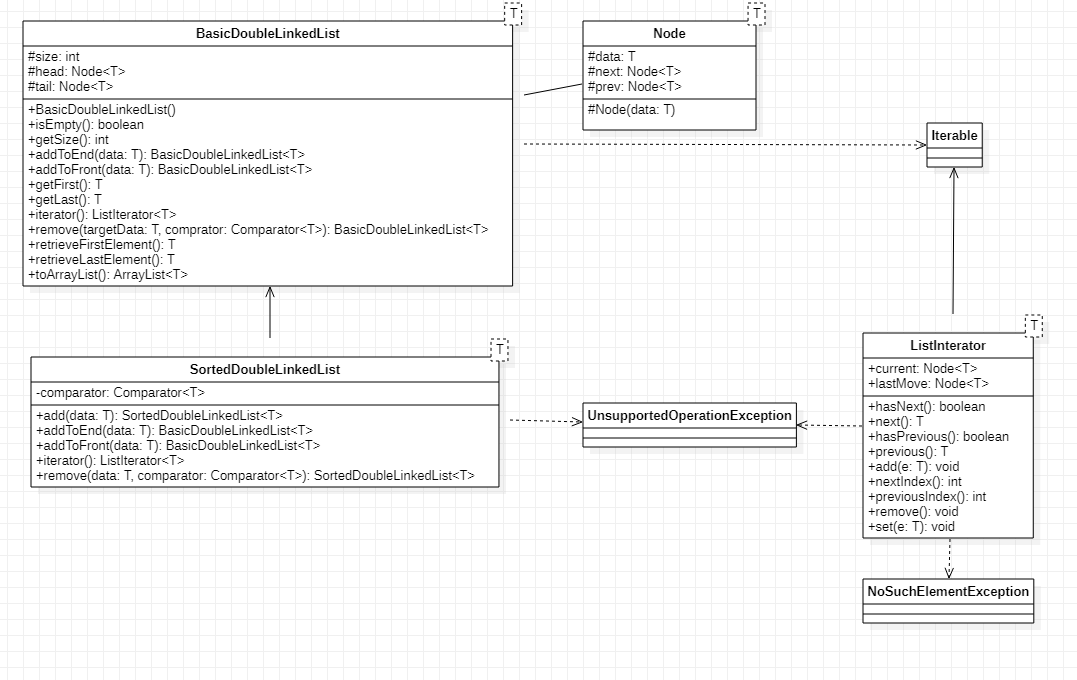 T
BasicDoubleLinkedList
#size: int
#head: Node<T>
#tail: Node<T>
+BasicDoubleLinkedList()
+isEmpty(): boolean
+getSize(): int
+addToEnd(data: T): BasicDoubleLinkedList<T>
+addToFront(data: T): BasicDoubleLinkedList<T>
+getFirst(): T
+getLast(): T
+iterator(): ListIterator<T>
+remove(targetData: T, comprator: Comparator<T>): BasicDoubleLinkedList<T>
+retrieveFirstElement(): T
+retrieveLastElement(): T
+toArrayList(): ArrayList<T>
T
Node
#data: T
#next: Node<T>
#prev: Node<T>
#Node(data: T)
Iterable
T
SortedDoubleLinkedList
-comparator: Comparator<T>
+add(data: T): SortedDoubleLinkedList<T>
+addToEnd(data: T): BasicDoubleLinkedList<T>
+addToFront(data: T): BasicDoubleLinkedList<T>
+iterator(): ListIterator<T>
+remove(data: T, comparator: Comparator<T>): SortedDoubleLinkedList<T>
UnsupportedOperationException
T
ListInterator
+current: Node<T>
+lastMove: Node<T>
+hasNext(): boolean
+next(): T
+hasPrevious(): boolean
+previous(): T
+add(e: T): void
+nextIndex(): int
+previousIndex(): int
+remove(): void
+set(e: T): void
NoSuchElementException